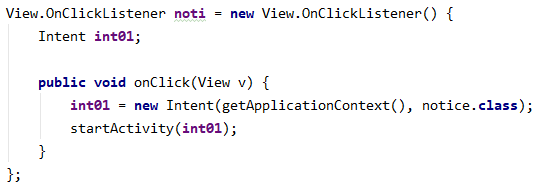 View.OnClickListener noti = new View.OnClickListener() {
    Intent int01;

    public void onClick(View v) {
        int01 = new Intent(getApplicationContext(), notice.class);
        startActivity(int01);
    }
};